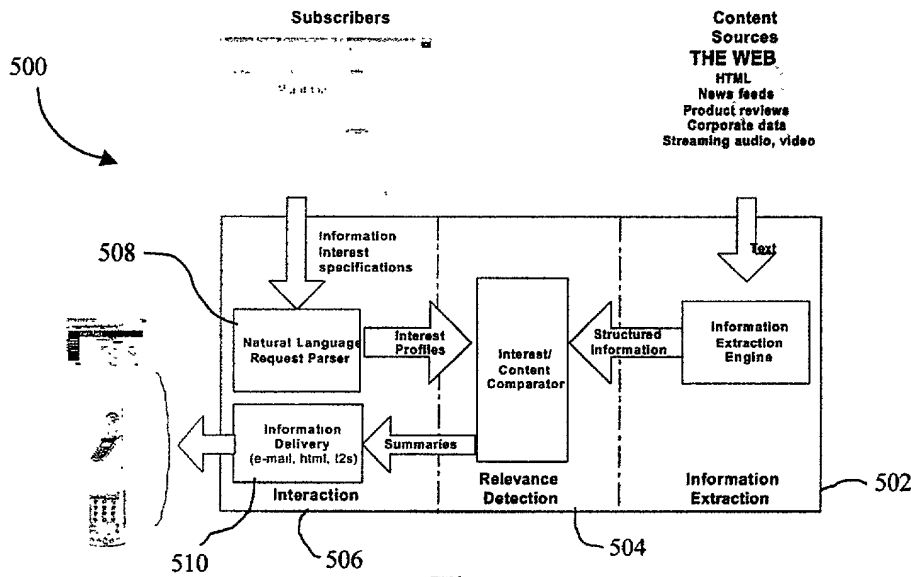 Subscribers
Content
Sources
THE WEB
HTML
News feeds
Product reviews
Corporate data
Streaming audio, video
500
Information
Interest
specifications
Text
508
Natural Language
Request Parser
Interest
Profiles
Interest/
Content
Comparator
Structured
Information
Information
Extraction
Engine
Information
Delivery
(e-mail, html, t2s)
Summaries
Interaction
Relevance
Detection
Information
Extraction
502
510
506
504